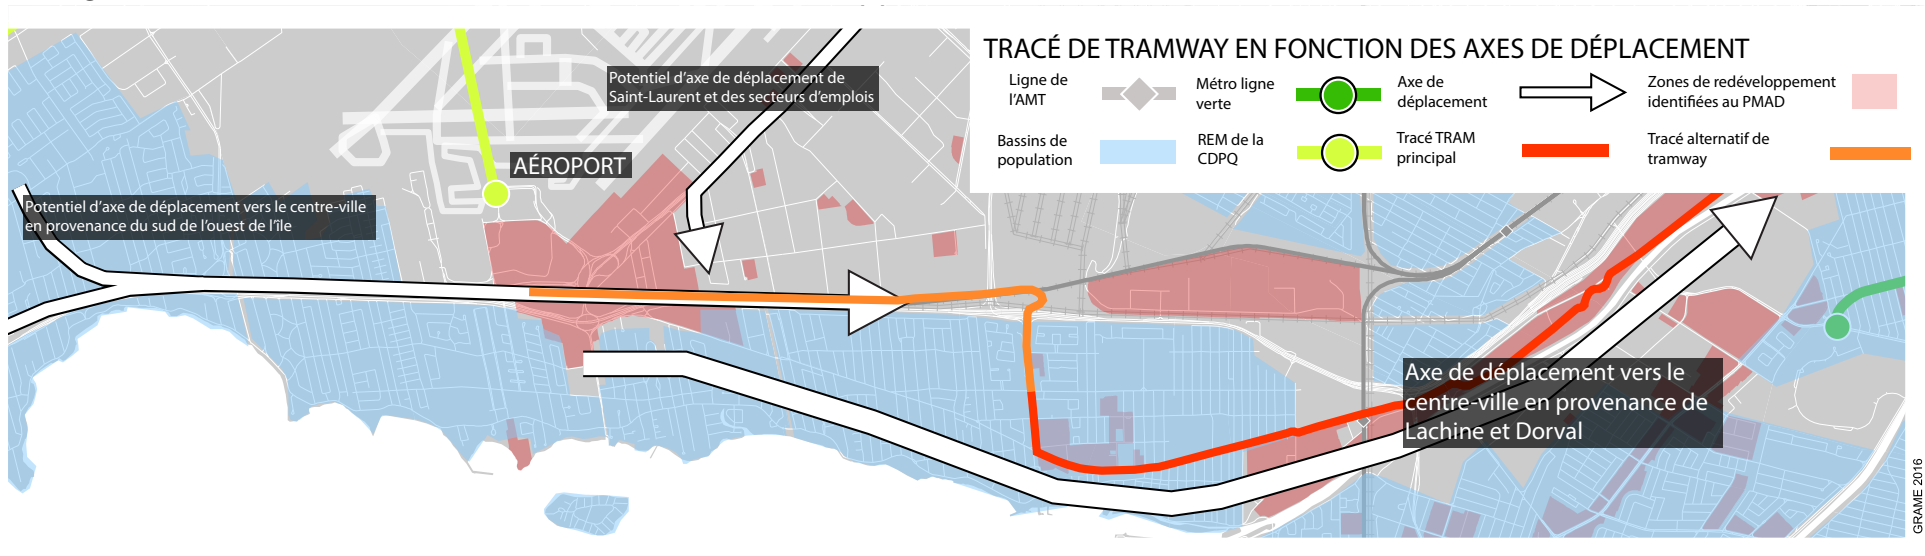 TRACÉ DE TRAMWAY EN FONCTION DES AXES DE DÉPLACEMENT
Ligne de
l'AMT
Métro ligne
verte
Axe de
déplacement
Zones de redéveloppement
identifiées au PMAD
Bassins de
population
REM de la
CDPQ
Tracé TRAM
principal
Tracé alternatif de
tramway
Potentiel d'axe de déplacement de
Saint-Laurent et des secteurs d'emplois
AÉROPORT
Potentiel d'axe de déplacement vers le centre-ville
en provenance du sud de l'ouest de l'île
Axe de déplacement vers le
centre-ville en provenance de
Lachine et Dorval
GRAME 2016